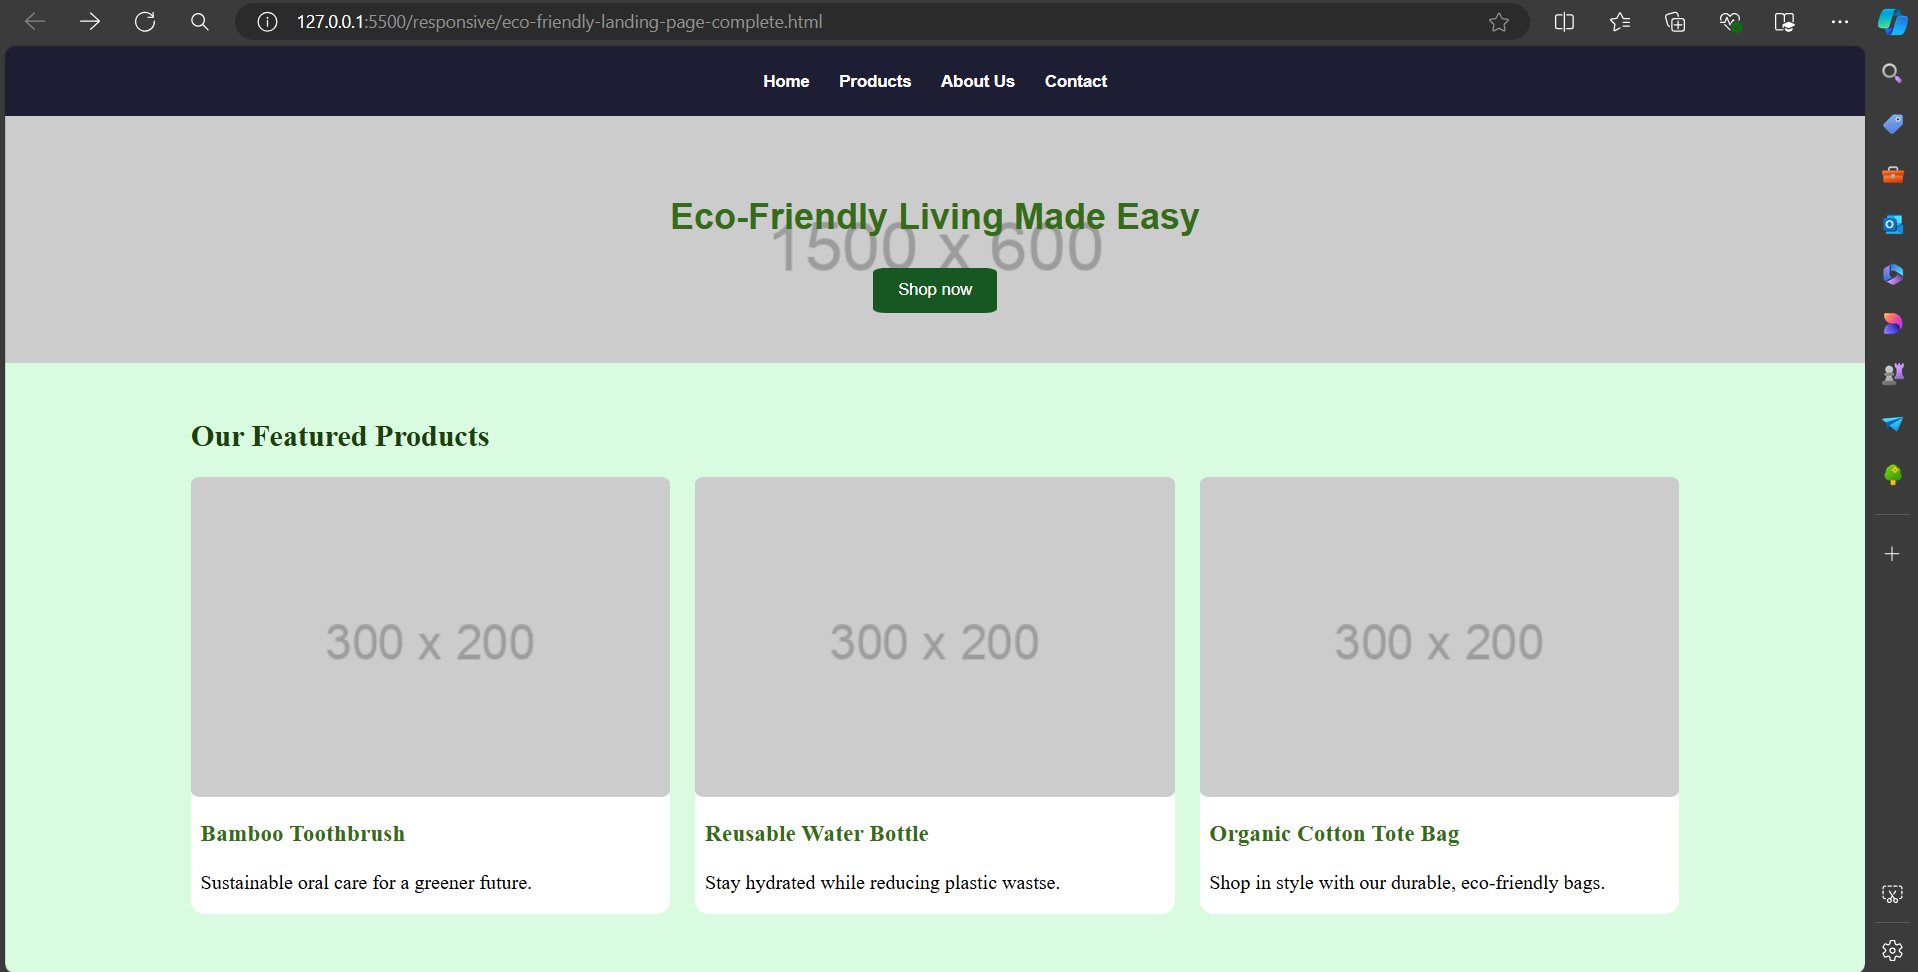 127.0.0.1:5500/responsive/eco-friendly-landing-page-complete.html
Home Products About Us Contact
Eco-Friendly Living Made Easy
1500 x 600
Shop now
Our Featured Products
300 x 200
300 x 200
300 x 200
Bamboo Toothbrush
Sustainable oral care for a greener future.
Reusable Water Bottle
Stay hydrated while reducing plastic wastse.
Organic Cotton Tote Bag
Shop in style with our durable, eco-friendly bags.